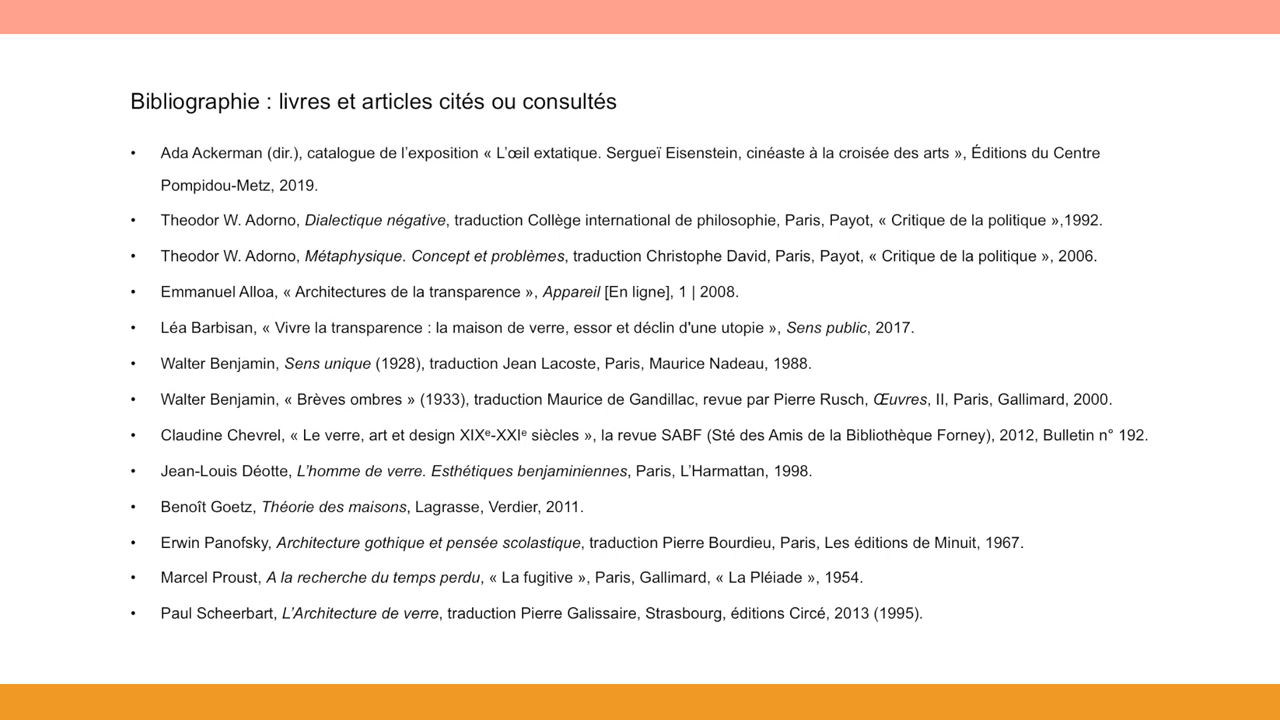 Bibliographie : livres et articles cités ou consultés
• Ada Ackerman (dir.), catalogue de l’exposition « L’œil extatique. Sergueï Eisenstein, cinéaste à la croisée des arts », Éditions du Centre
Pompidou-Metz, 2019.
• Theodor W. Adorno, Dialectique négative, traduction Collège international de philosophie, Paris, Payot, « Critique de la politique »,1992.
• Theodor W. Adorno, Métaphysique. Concept et problèmes, traduction Christophe David, Paris, Payot, « Critique de la politique », 2006.
• Emmanuel Alloa, « Architectures de la transparence », Appareil [En ligne], 1 | 2008.
• Léa Barbisan, « Vivre la transparence : la maison de verre, essor et déclin d'une utopie », Sens public, 2017.
• Walter Benjamin, Sens unique (1928), traduction Jean Lacoste, Paris, Maurice Nadeau, 1988.
• Walter Benjamin, « Brèves ombres » (1933), traduction Maurice de Gandillac, revue par Pierre Rusch, Œuvres, II, Paris, Gallimard, 2000.
• Claudine Chevrel, « Le verre, art et design XIXᵉ-XXIᵉ siècles », la revue SABF (Sté des Amis de la Bibliothèque Forney), 2012, Bulletin n° 192.
• Jean-Louis Déotte, L’homme de verre. Esthétiques benjaminiennes, Paris, L’Harmattan, 1998.
• Benoît Goetz, Théorie des maisons, Lagrasse, Verdier, 2011.
• Erwin Panofsky, Architecture gothique et pensée scolastique, traduction Pierre Bourdieu, Paris, Les éditions de Minuit, 1967.
• Marcel Proust, A la recherche du temps perdu, « La fugitive », Paris, Gallimard, « La Pléiade », 1954.
• Paul Scheerbart, L’Architecture de verre, traduction Pierre Galissaire, Strasbourg, éditions Circé, 2013 (1995).